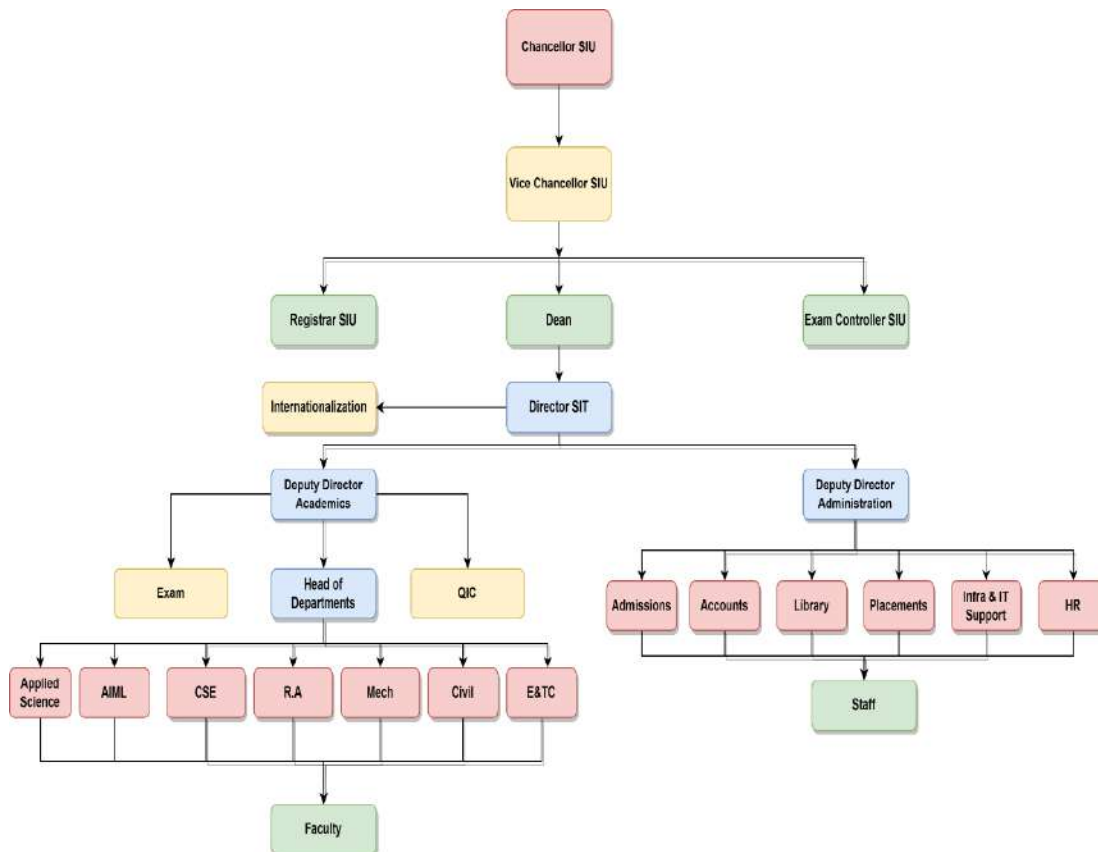 Chancellor SIU
Vice Chancellor SIU
Registrar SIU
Dean
Exam Controller SIU
Internationalization
Director SIT
Deputy Director
Academics
Deputy Director
Administration
Exam
Head of
Departments
QIC
Admissions
Accounts
Library
Placements
Infra & IT
Support
HR
Applied
Science
AIML
CSE
R.A
Mech
Civil
E&TC
Staff
Faculty